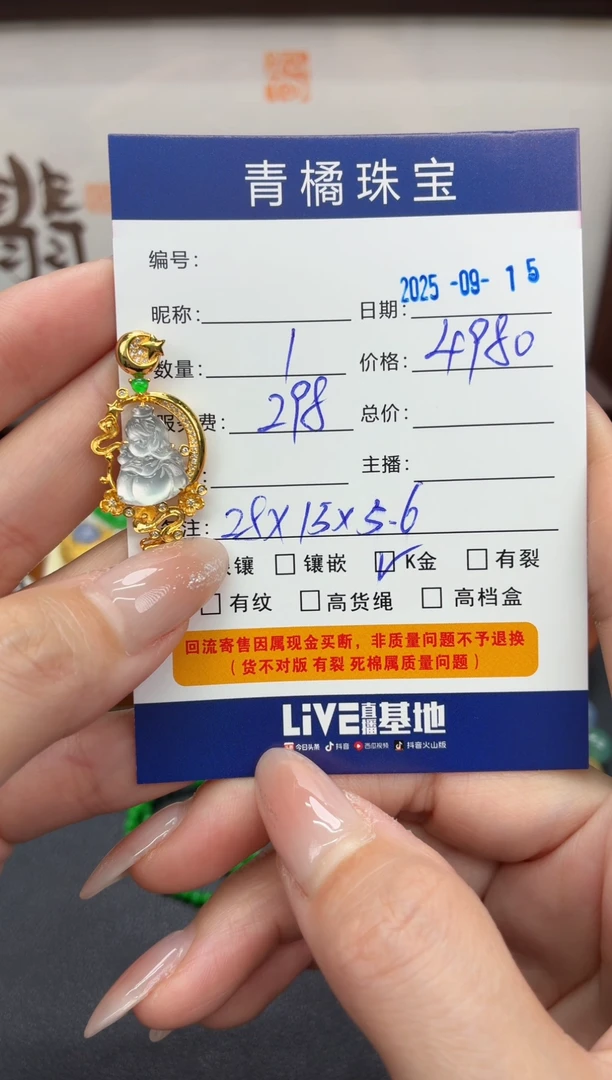 翡
青橘珠宝
编号：
昵称： 日期： 2025 -09- 15
数量： 1 价格： 4980
费： 298 总价：
主播：
注： 28×15×5.6
镶 镶嵌 K金 有裂
有纹 高货绳 高档盒
回流寄售因属现金买断，非质量问题不予退换
（货不对版 有裂 死棉属质量问题）
LiVE直播基地
今日头条 抖音 西瓜视频 抖音火山版